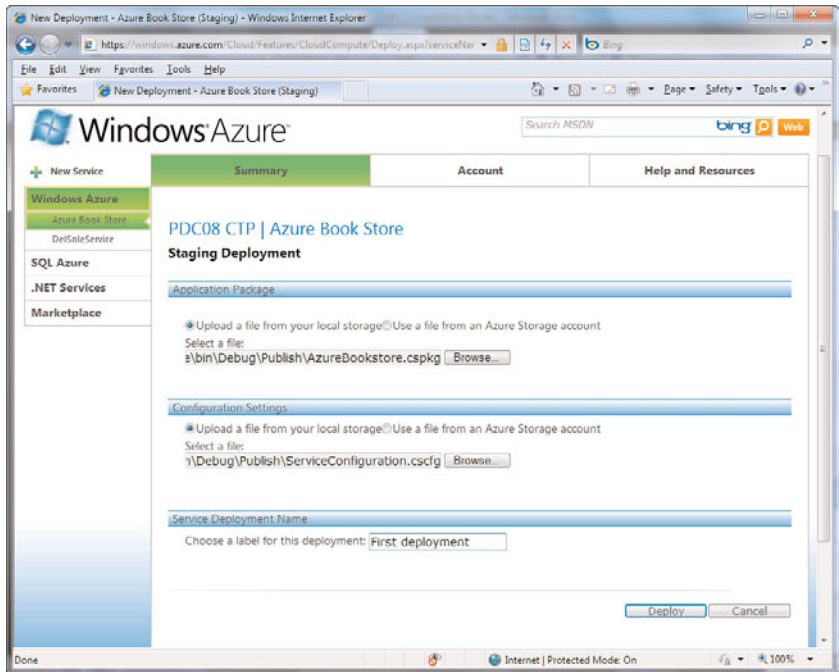 New Deployment - Azure Book Store (Staging) - Windows Internet Explorer
https://windows.azure.com/Cloud/Features/CloudCompute/Deploy.aspx?serviceNar
Bing
File Edit View Favorites Tools Help
Favorites New Deployment - Azure Book Store (Staging) Page Safety Tools
Windows Azure
Search MSDN bing Web
New Service Summary Account Help and Resources
Windows Azure
Azure Book Store
DelSoleService
SQL Azure
.NET Services
Marketplace
PDC08 CTP | Azure Book Store
Staging Deployment
Application Package
Upload a file from your local storage Use a file from an Azure Storage account
Select a file:
\bin\Debug\Publish\AzureBookstore.cspkg Browse...
Configuration Settings
Upload a file from your local storage Use a file from an Azure Storage account
Select a file:
\Debug\Publish\ServiceConfiguration.cscfg Browse...
Service Deployment Name
Choose a label for this deployment: First deployment
Deploy Cancel
Done Internet | Protected Mode: On 100%